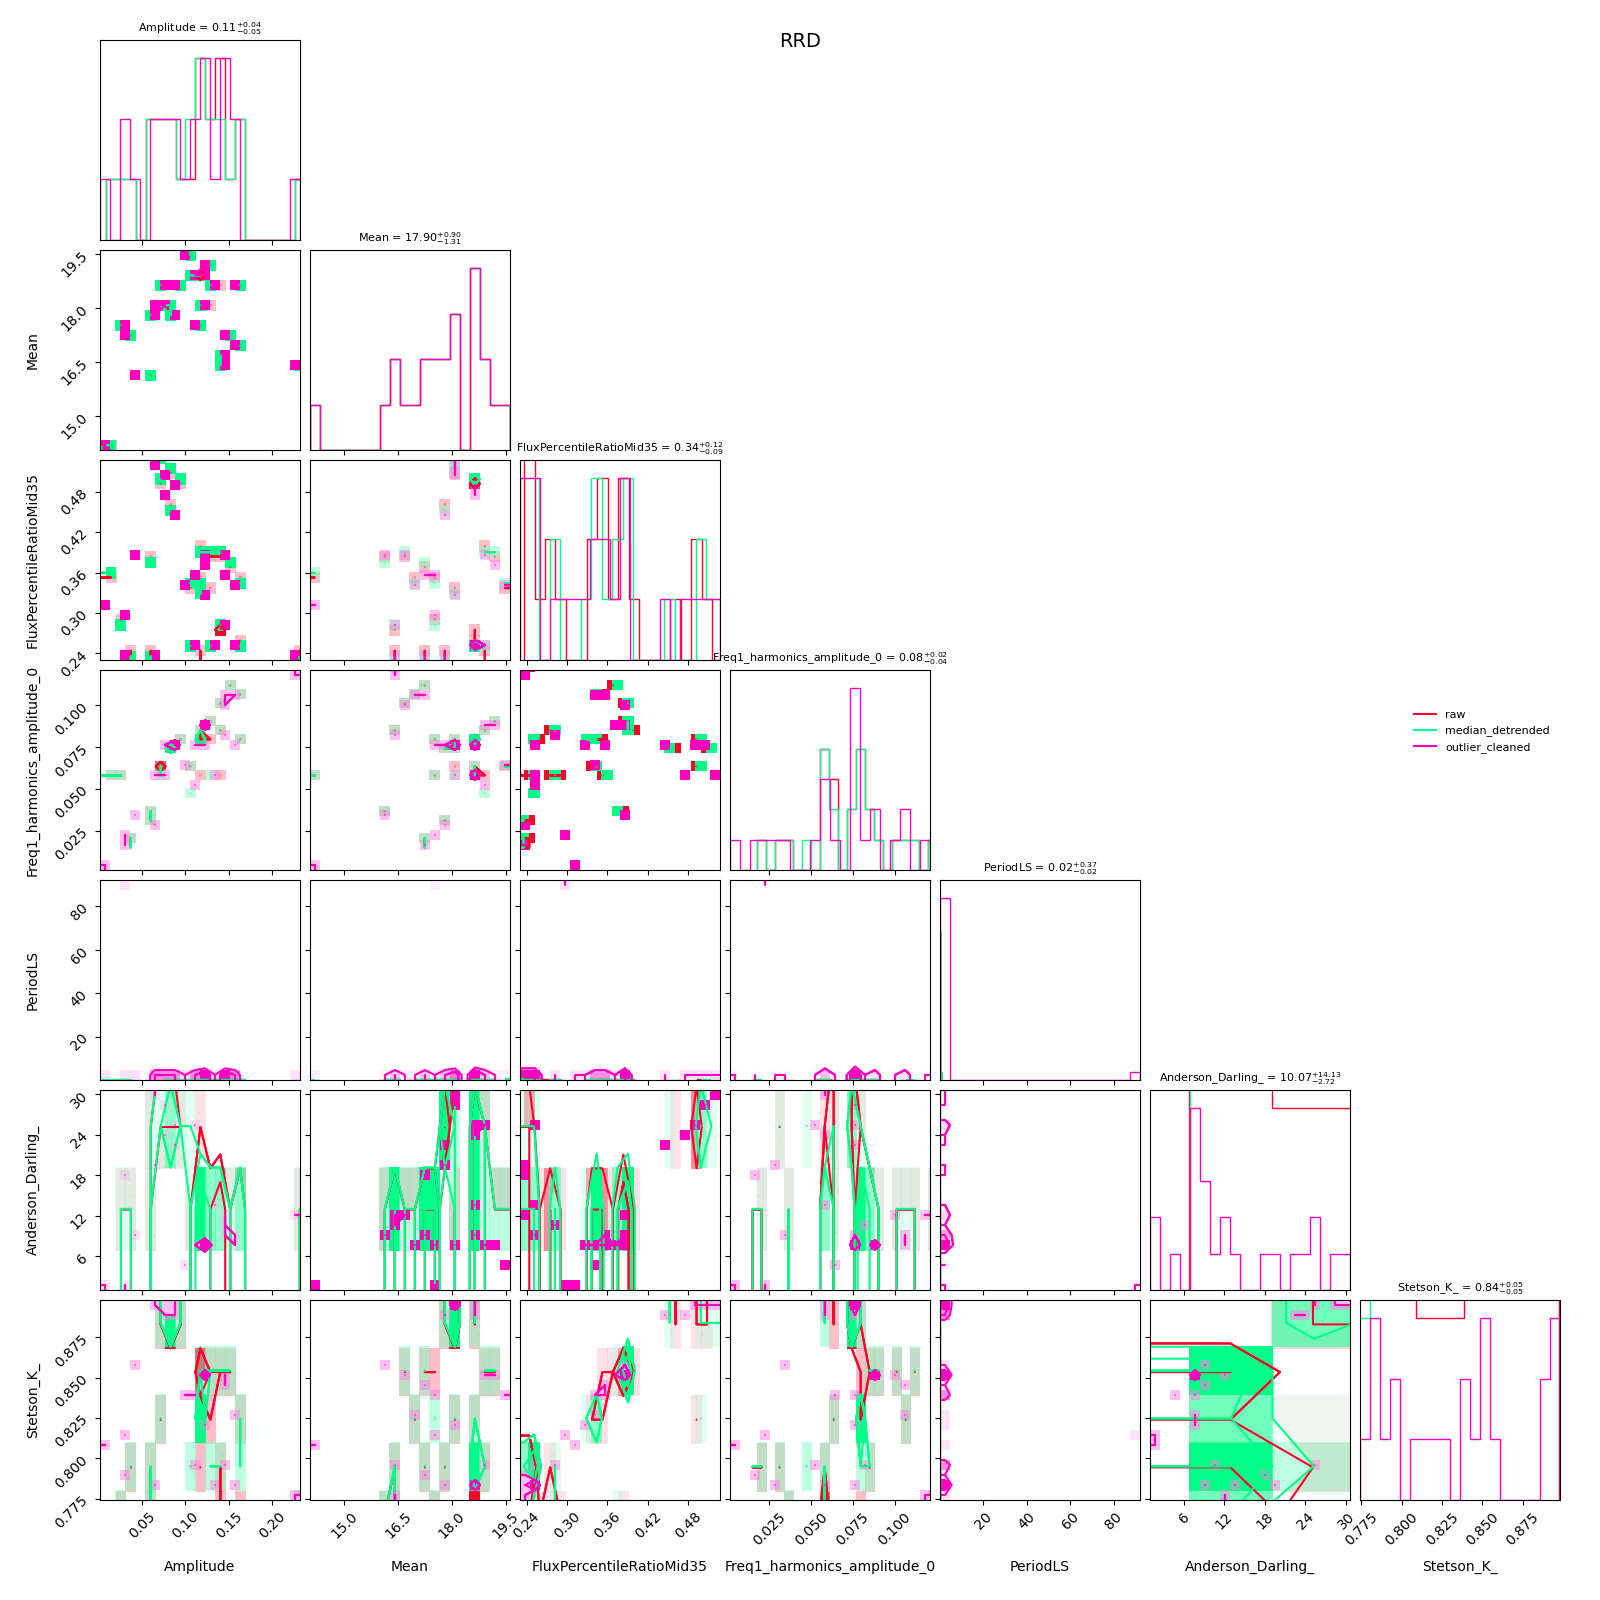 RRD
Amplitude = 0.11 +0.04 −0.05
Mean = 17.90 +0.90 −1.31
19.5
18.0
16.5
15.0
Mean
FluxPercentileRatioMid35 = 0.34 +0.12 −0.09
0.48
0.42
0.36
0.30
0.24
FluxPercentileRatioMid35
Freq1_harmonics_amplitude_0 = 0.08 +0.02 −0.04
0.100
0.075
0.050
0.025
Freq1_harmonics_amplitude_0
raw
median_detrended
outlier_cleaned
PeriodLS = 0.02 +0.37 −0.02
80
60
40
20
PeriodLS
Anderson_Darling_ = 10.07 +14.13 −2.72
30
24
18
12
6
Anderson_Darling_
Stetson_K_ = 0.84 +0.05 −0.05
0.875
0.850
0.825
0.800
0.775
Stetson_K_
0.05 0.10 0.15 0.20
15.0 16.5 18.0 19.5
0.24 0.30 0.36 0.42 0.48
0.025 0.050 0.075 0.100
20 40 60 80
6 12 18 24 30
0.775 0.800 0.825 0.850 0.875
Amplitude
Mean
FluxPercentileRatioMid35
Freq1_harmonics_amplitude_0
PeriodLS
Anderson_Darling_
Stetson_K_